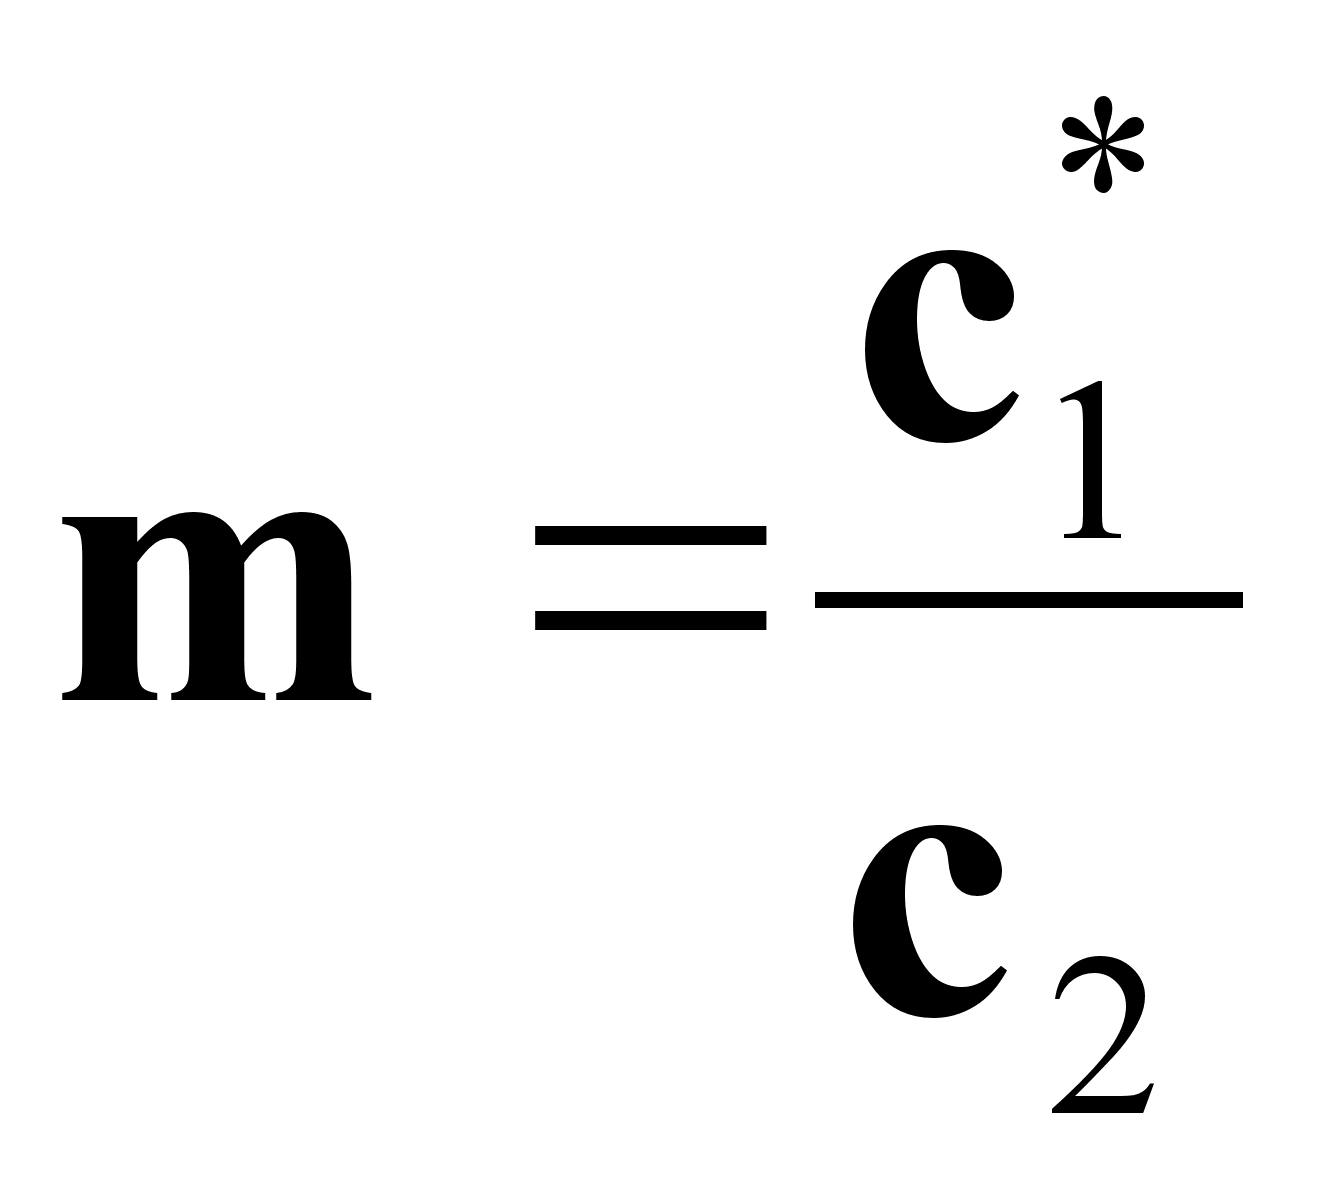 m = c₁* / c₂